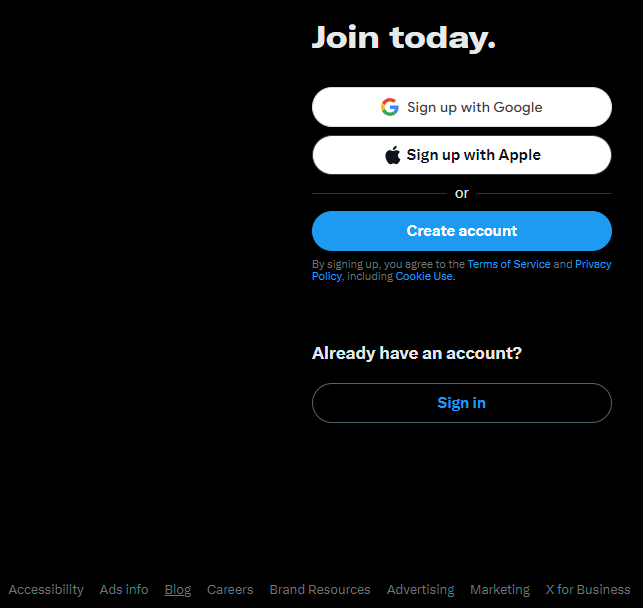 Join today.
Sign up with Google
Sign up with Apple
or
Create account
By signing up, you agree to the Terms of Service and Privacy
Policy, including Cookie Use.
Already have an account?
Sign in
Accessibility Ads info Blog Careers Brand Resources Advertising Marketing X for Business